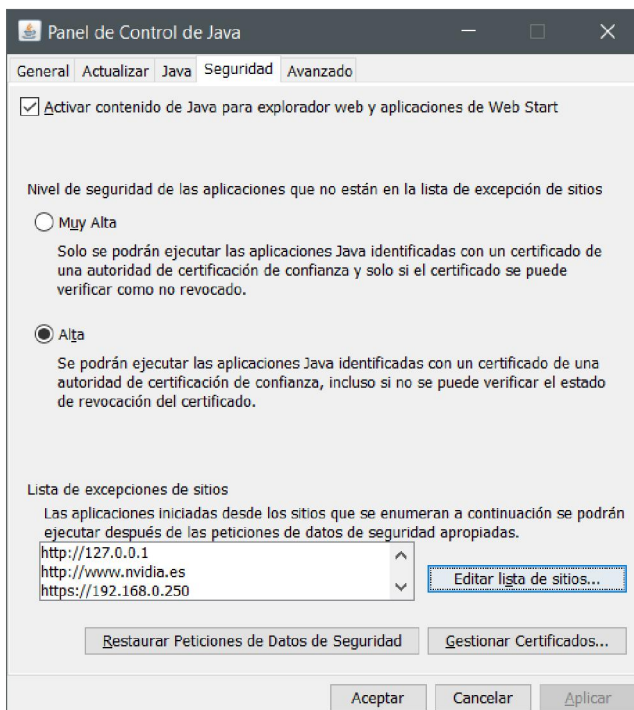 Panel de Control de Java
General Actualizar Java Seguridad Avanzado
Activar contenido de Java para explorador web y aplicaciones de Web Start
Nivel de seguridad de las aplicaciones que no están en la lista de excepción de sitios
Muy Alta
Solo se podrán ejecutar las aplicaciones Java identificadas con un certificado de
una autoridad de certificación de confianza y solo si el certificado se puede
verificar como no revocado.
Alta
Se podrán ejecutar las aplicaciones Java identificadas con un certificado de una
autoridad de certificación de confianza, incluso si no se puede verificar el estado
de revocación del certificado.
Lista de excepciones de sitios
Las aplicaciones iniciadas desde los sitios que se enumeran a continuación se podrán
ejecutar después de las peticiones de datos de seguridad apropiadas.
http://127.0.0.1
http://www.nvidia.es
https://192.168.0.250
Editar lista de sitios...
Restaurar Peticiones de Datos de Seguridad Gestionar Certificados...
Aceptar Cancelar Aplicar